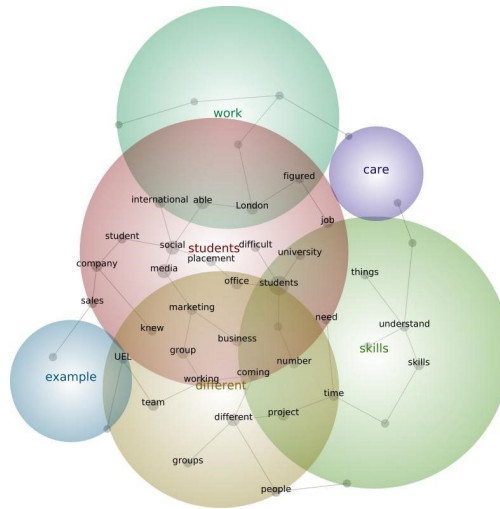 work
care
figured
international
able
London
job
student
social
students
difficult
university
company
placement
media
office
students
things
sales
marketing
need
understand
knew
business
group
skills
UEL
number
skills
example
working
coming
different
time
team
different
project
groups
people